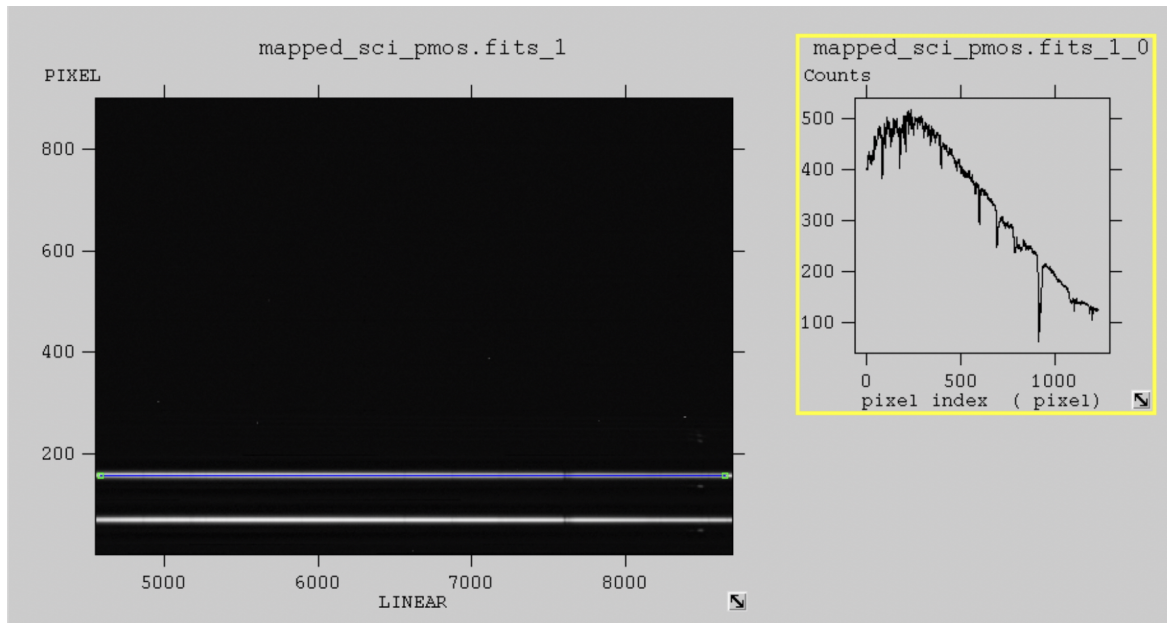 mapped_sci_pmos.fits_1
PIXEL
800
600
400
200
5000 6000 7000 8000
LINEAR
mapped_sci_pmos.fits_1_0
Counts
500
400
300
200
100
0 500 1000
pixel index ( pixel)